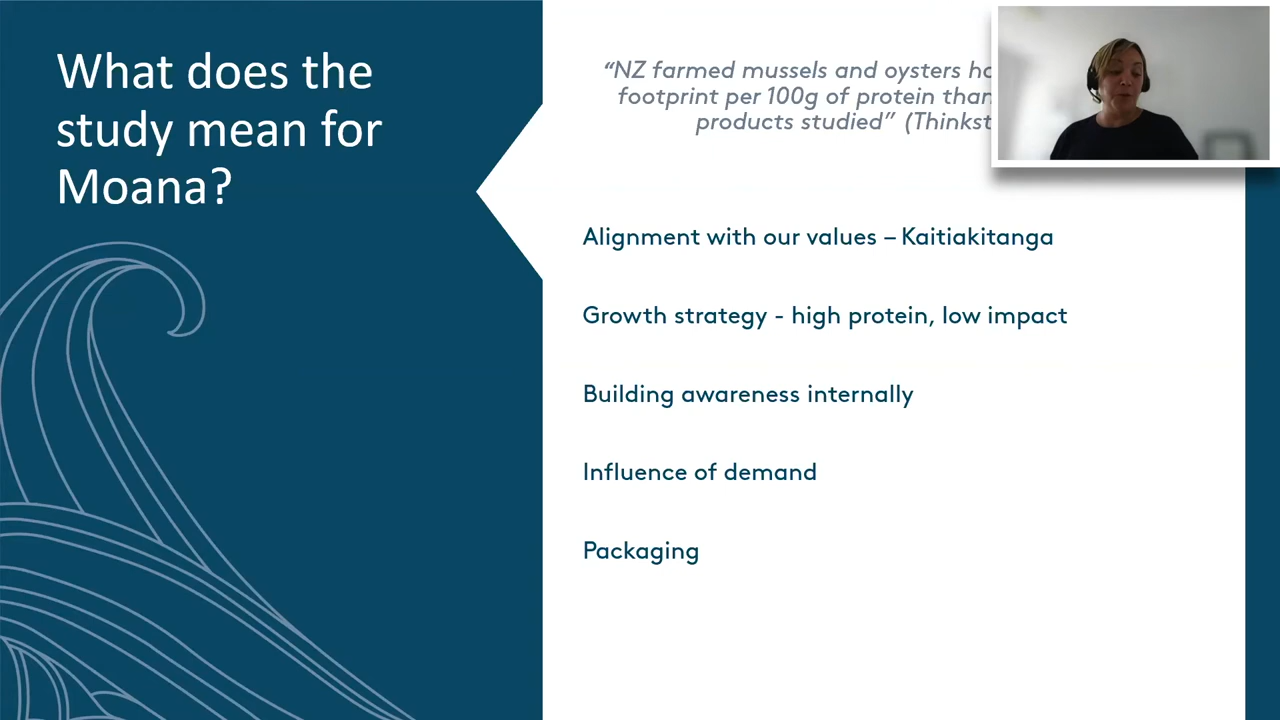 What does the
study mean for
Moana?
“NZ farmed mussels and oysters
footprint per 100g of protein than
products studied”
Alignment with our values – Kaitiakitanga
Growth strategy - high protein, low impact
Building awareness internally
Influence of demand
Packaging